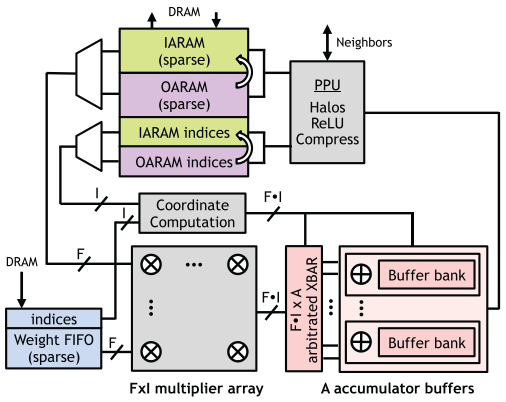 DRAM
IARAM
(sparse)
OARAM
(sparse)
IARAM indices
OARAM indices
Neighbors
PPU
Halos
ReLU
Compress
I
I
Coordinate
Computation
F•I
F
DRAM
indices
Weight FIFO
(sparse)
F
...
...
F•I
F•I x A
arbitrated XBAR
Buffer bank
...
...
Buffer bank
FxI multiplier array
A accumulator buffers